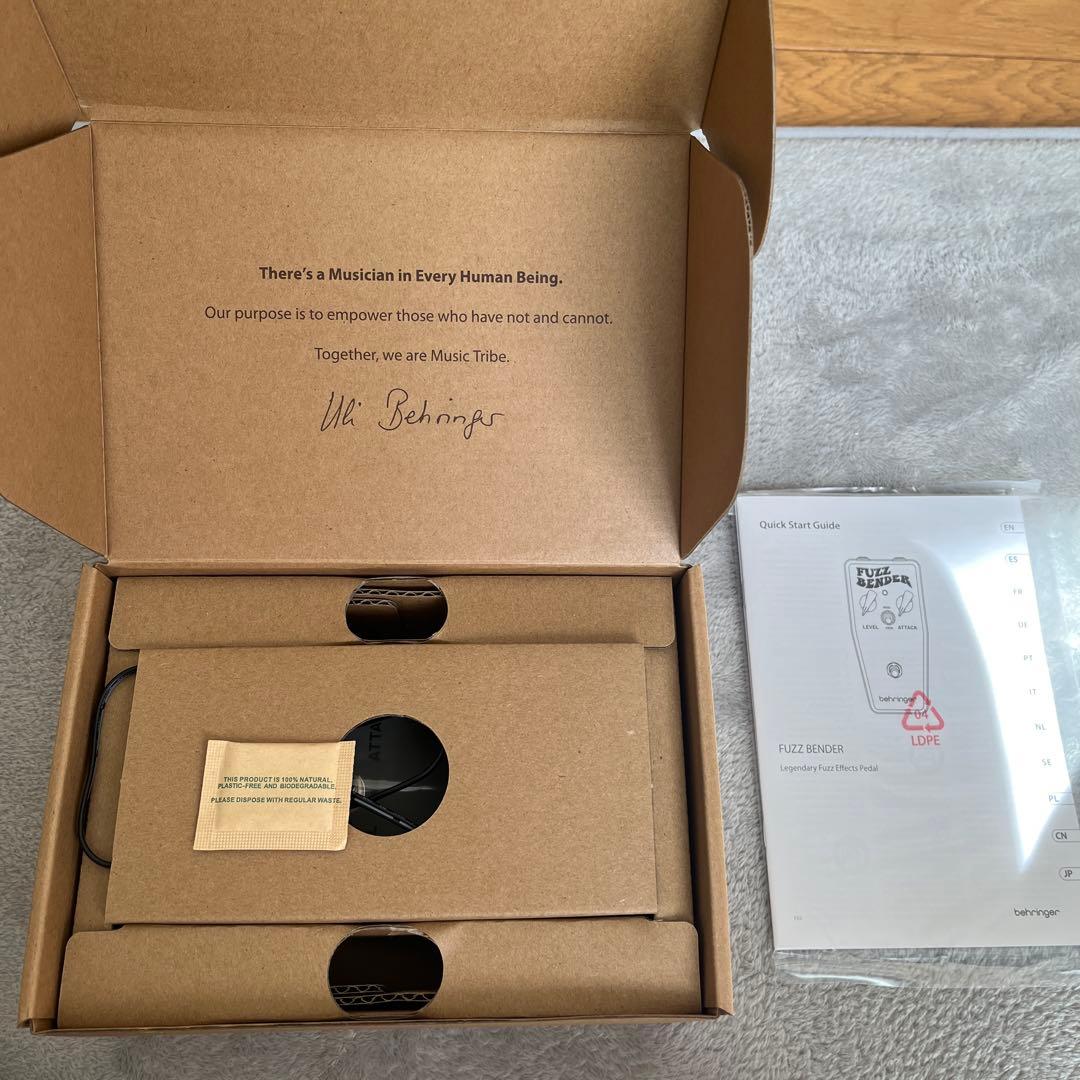 There's a Musician in Every Human Being.
Our purpose is to empower those who have not and cannot.
Together, we are Music Tribe.
Uli Behringer
ATTA
THIS PRODUCT IS 100% NATURAL,
PLASTIC-FREE AND BIODEGRADABLE.
PLEASE DISPOSE WITH REGULAR WASTE.
Quick Start Guide
EN
ES
FR
DE
PT
IT
NL
SE
PL
CN
JP
FUZZ
BENDER
LEVEL
ATTACK
behringer
04
LDPE
FUZZ BENDER
Legendary Fuzz Effects Pedal
behringer